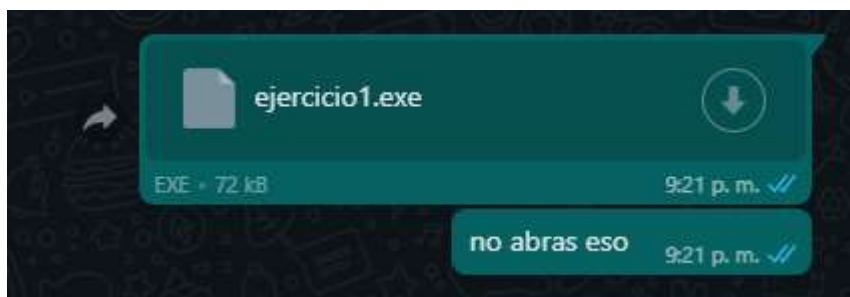 ejercicio1.exe
EXE • 72 kB 9:21 p. m.
no abras eso 9:21 p. m.